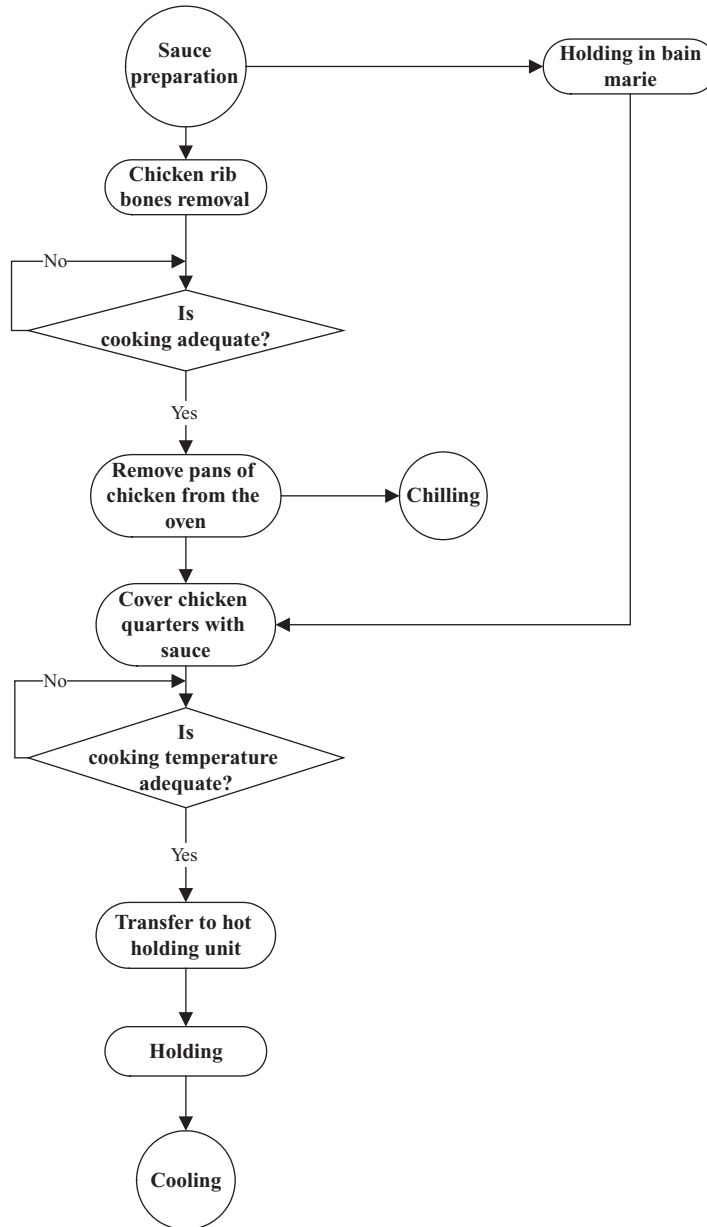 Sauce
preparation
Holding in bain
marie
Chicken rib
bones removal
No
Is
cooking adequate?
Yes
Remove pans of
chicken from the
oven
Chilling
Cover chicken
quarters with
sauce
No
Is
cooking temperature
adequate?
Yes
Transfer to hot
holding unit
Holding
Cooling